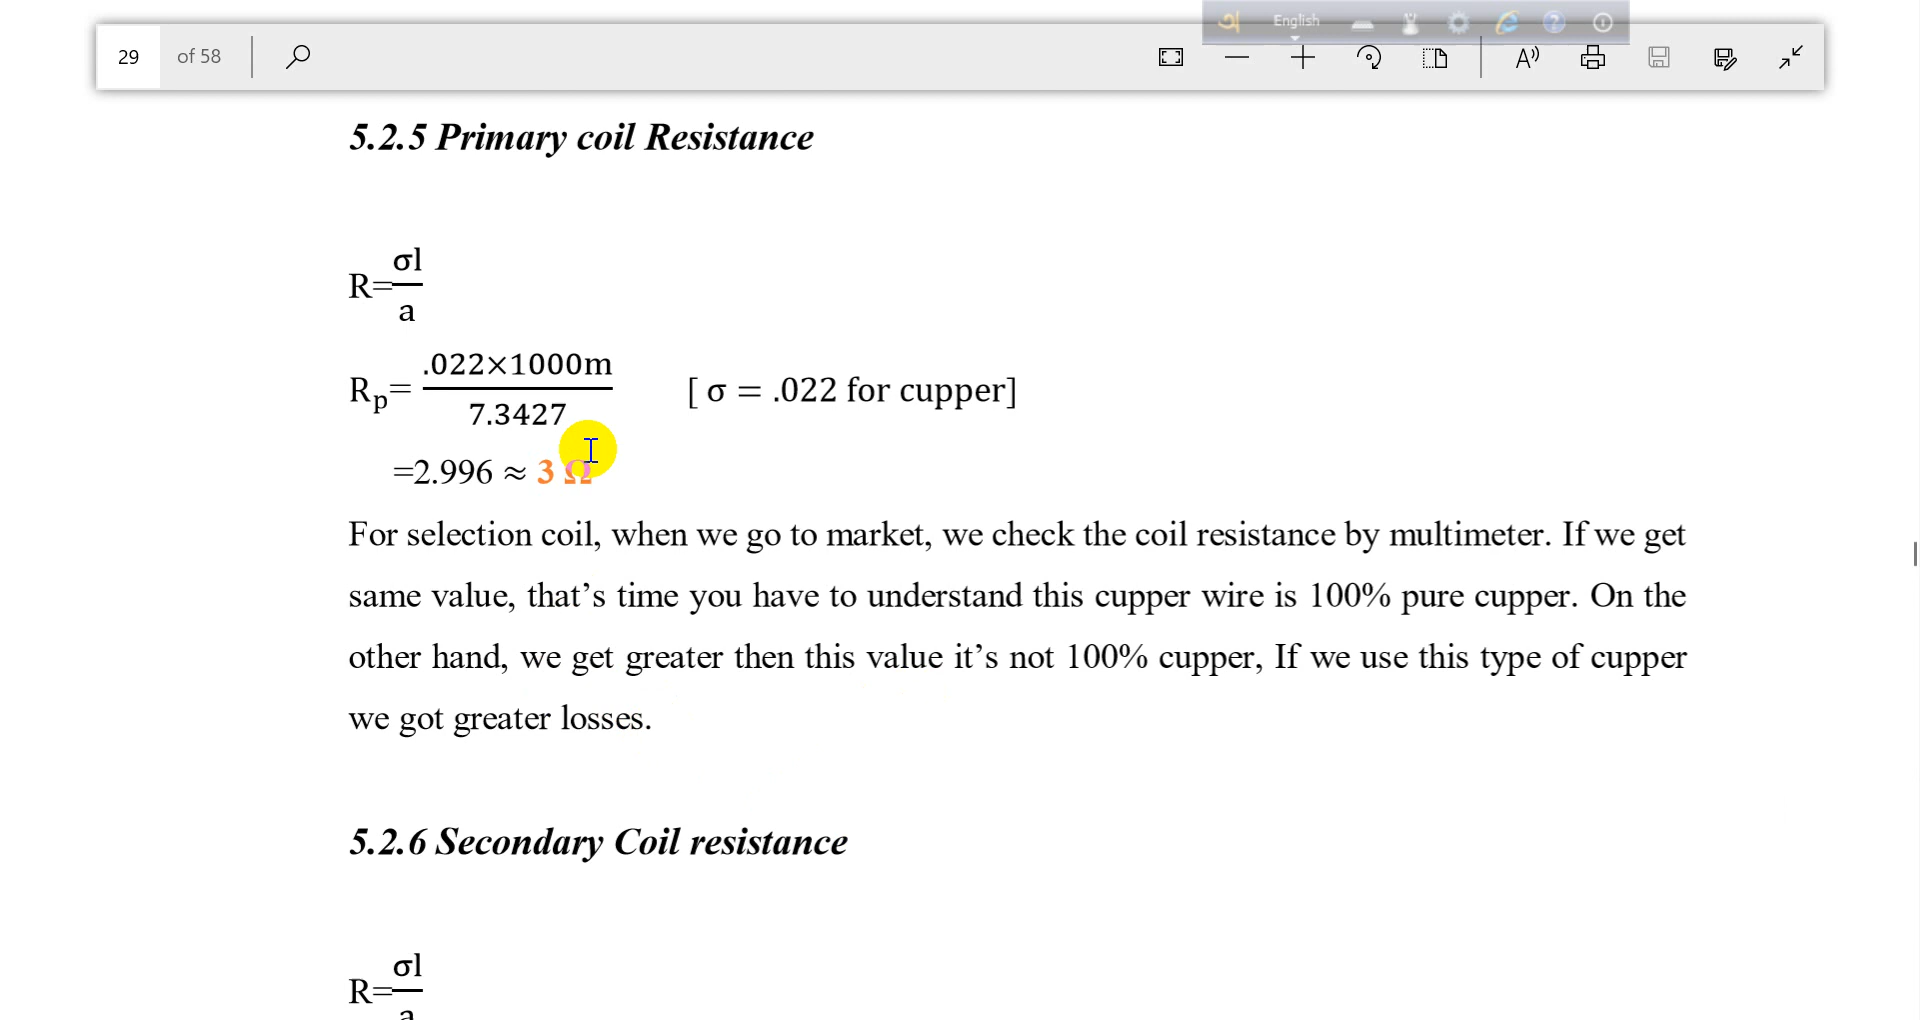 অ English
29 of 58
5.2.5 Primary coil Resistance
R=σl/a
Rp= .022×1000m/7.3427 [ σ = .022 for cupper]
=2.996 ≈ 3 Ω
For selection coil, when we go to market, we check the coil resistance by multimeter. If we get
same value, that’s time you have to understand this cupper wire is 100% pure cupper. On the
other hand, we get greater then this value it’s not 100% cupper, If we use this type of cupper
we got greater losses.
5.2.6 Secondary Coil resistance
R=σl/a